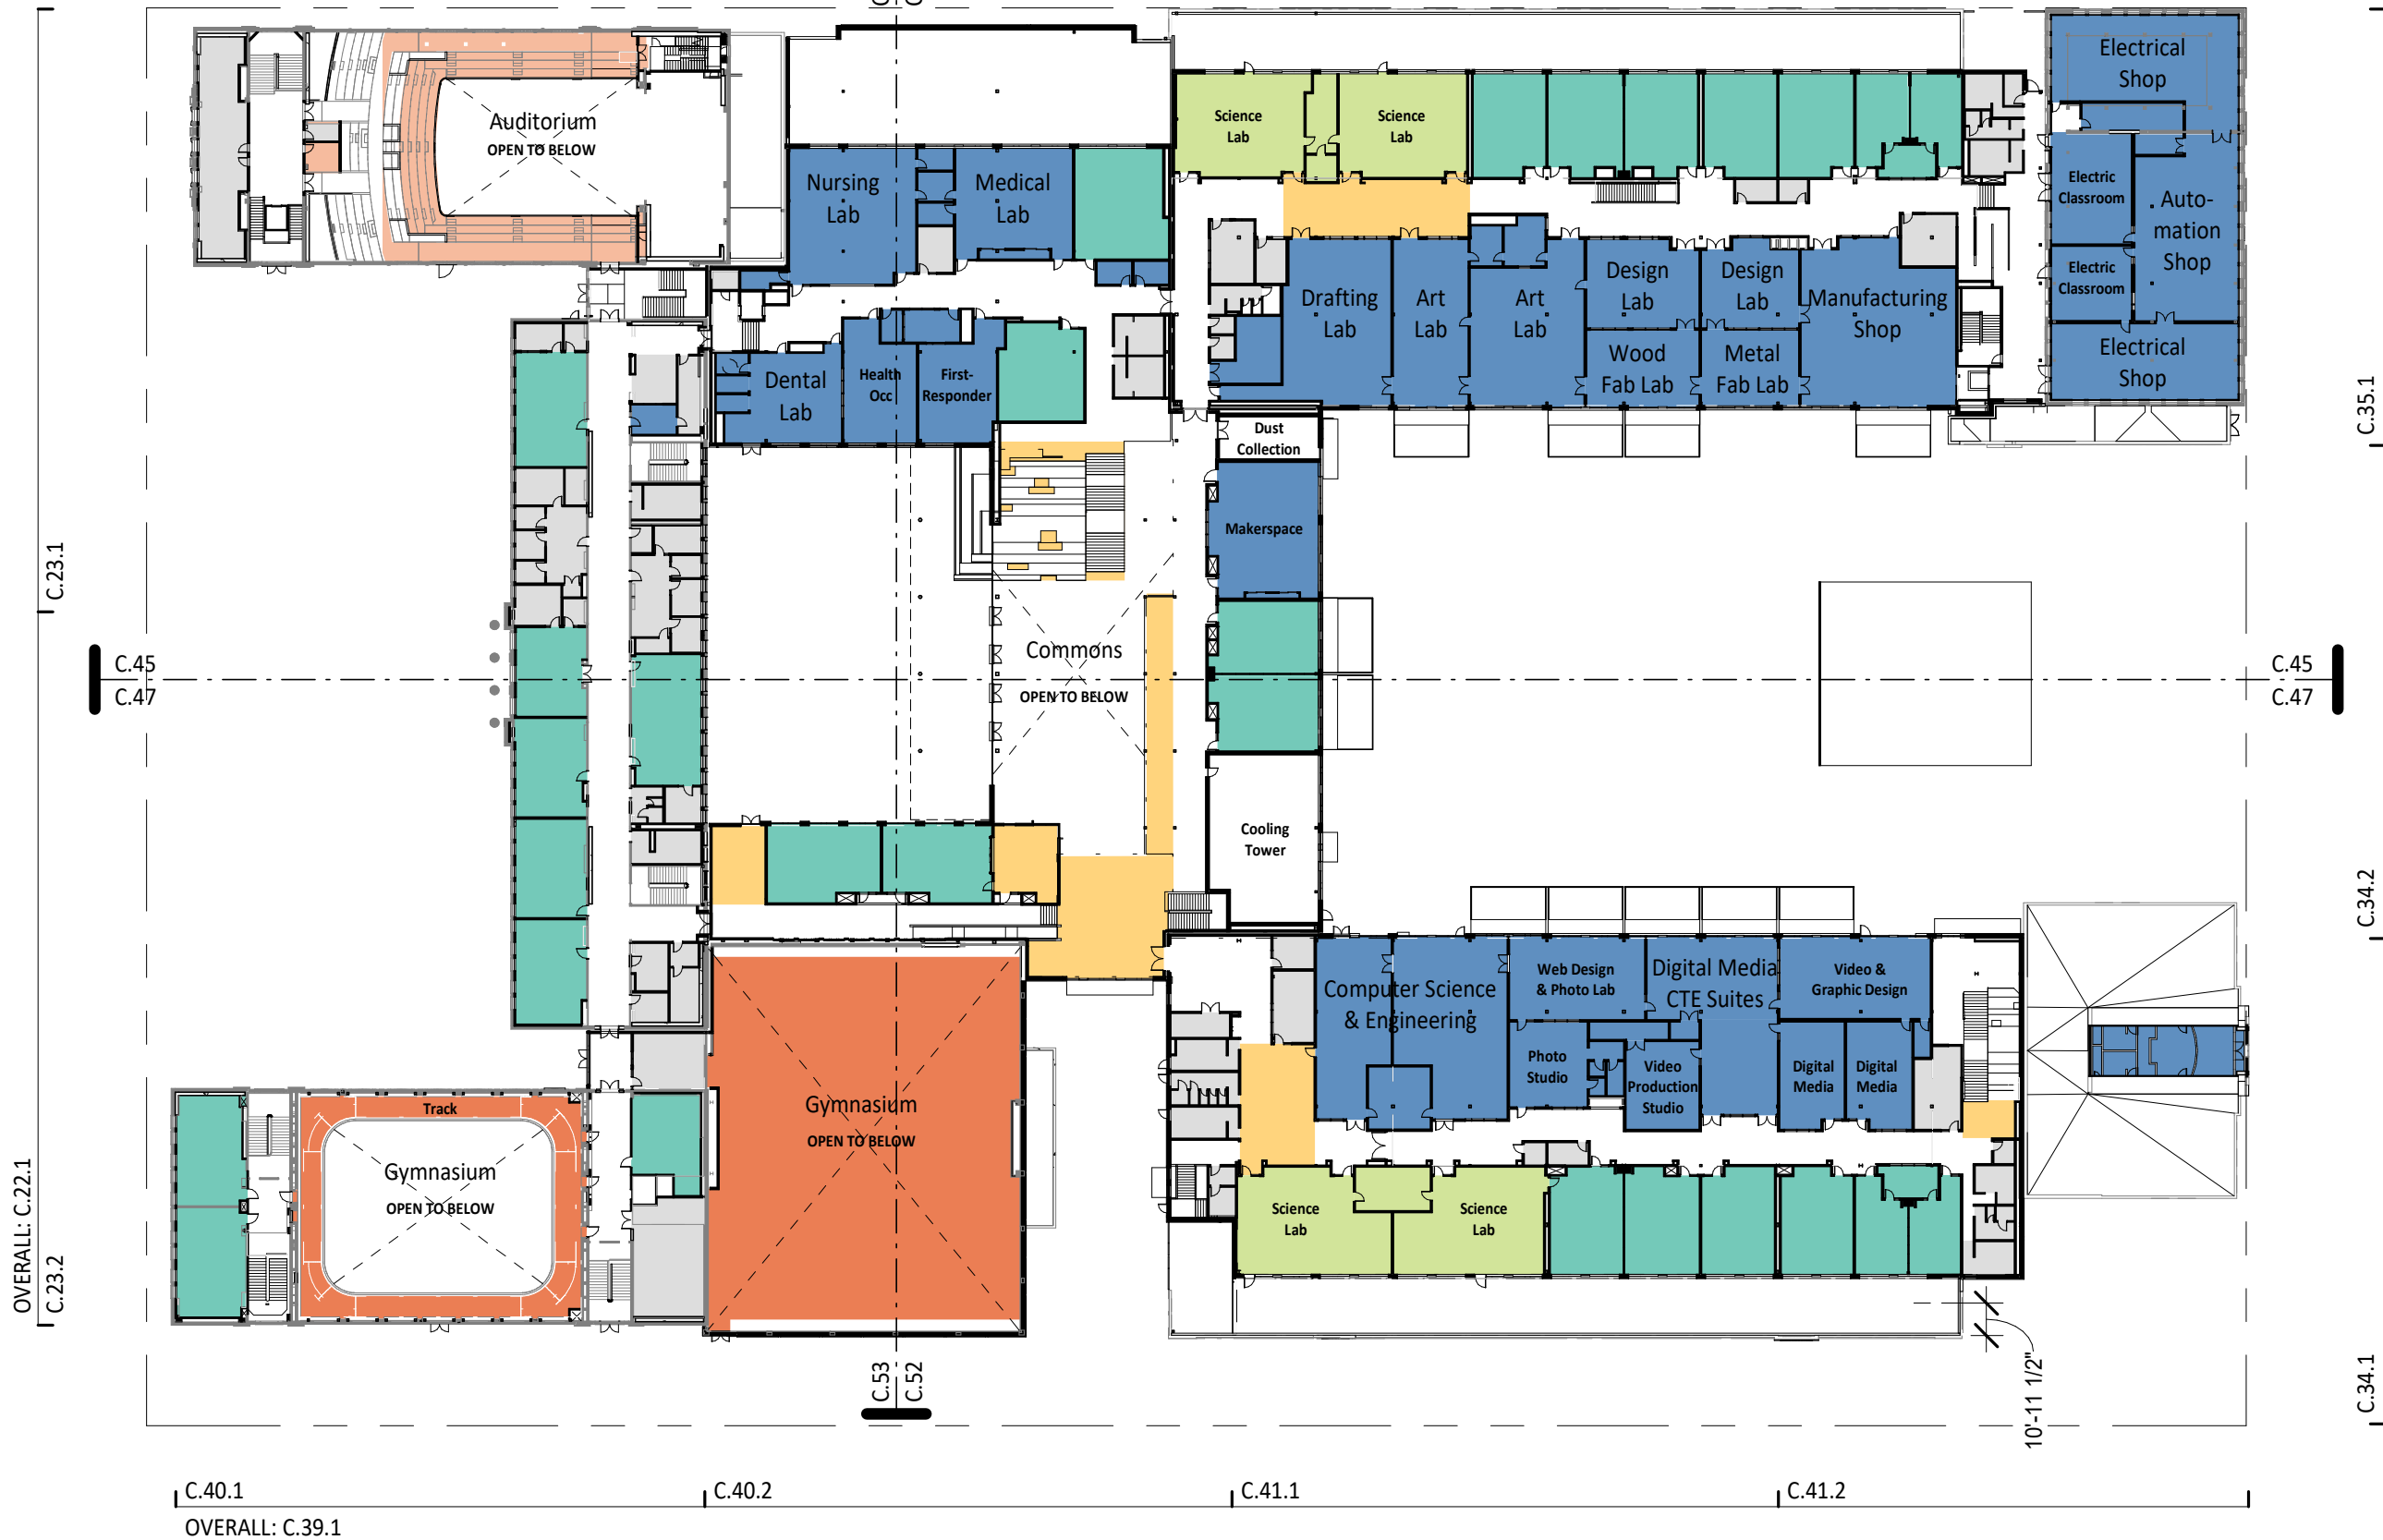 Electrical
Shop
Auditorium
OPEN TO BELOW
Science
Lab
Science
Lab
Nursing
Lab
Medical
Lab
Electric
Classroom
Auto-
mation
Shop
Electric
Classroom
Drafting
Lab
Art
Lab
Art
Lab
Design
Lab
Design
Lab
Manufacturing
Shop
Wood
Fab Lab
Metal
Fab Lab
Electrical
Shop
Dental
Lab
Health
Occ
First-
Responder
C.35.1
Dust
Collection
Makerspace
C.23.1
Commons
OPEN TO BELOW
C.45
C.47
C.45
C.47
Cooling
Tower
C.34.2
Computer Science
& Engineering
Web Design
& Photo Lab
Digital Media
CTE Suites
Video &
Graphic Design
Photo
Studio
Video
Production
Studio
Digital
Media
Digital
Media
Gymnasium
OPEN TO BELOW
Track
Gymnasium
OPEN TO BELOW
Science
Lab
Science
Lab
OVERALL: C.22.1
C.23.2
C.53
C.52
10'-11 1/2"
C.34.1
C.40.1
C.40.2
C.41.1
C.41.2
OVERALL: C.39.1